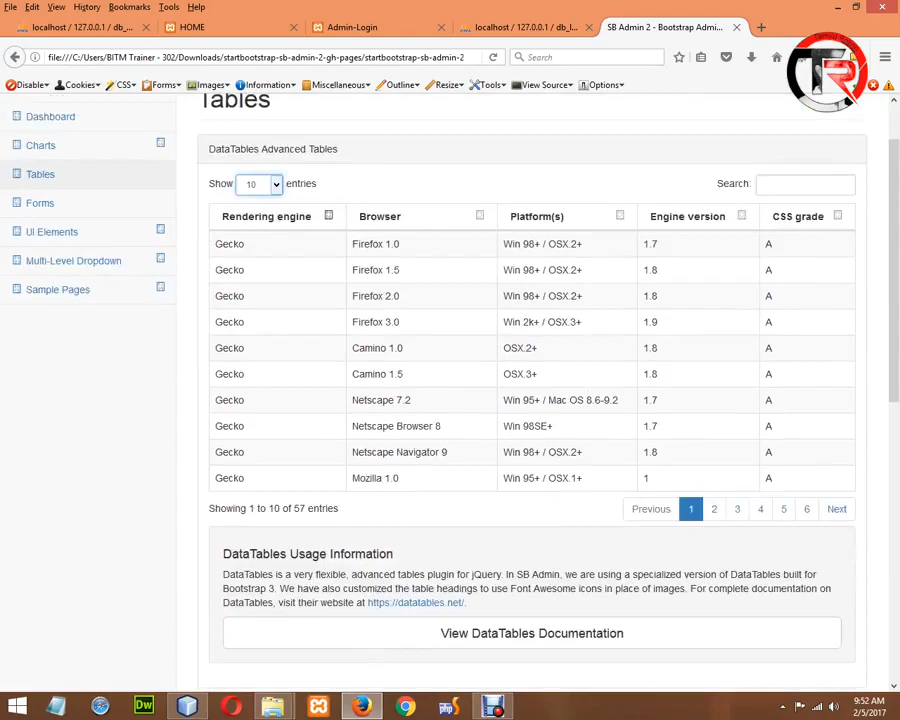 File Edit View History Bookmarks Tools Help
localhost / 127.0.0.1 / db_ HOME Admin-Login localhost / 127.0.0.1 / db_l SB Admin 2 - Bootstrap Admi...
file:///C:/Users/BITM Trainer - 302/Downloads/startbootstrap-sb-admin-2-gh-pages/startbootstrap-sb-admin-2 Search
Disable Cookies CSS Forms Images Information Miscellaneous Outline Resize Tools View Source Options
Tables
Dashboard
Charts
Tables
Forms
UI Elements
Multi-Level Dropdown
Sample Pages
DataTables Advanced Tables
Show 10 entries Search:
Rendering engine Browser Platform(s) Engine version CSS grade
Gecko Firefox 1.0 Win 98+ / OSX.2+ 1.7 A
Gecko Firefox 1.5 Win 98+ / OSX.2+ 1.8 A
Gecko Firefox 2.0 Win 98+ / OSX.2+ 1.8 A
Gecko Firefox 3.0 Win 2k+ / OSX.3+ 1.9 A
Gecko Camino 1.0 OSX.2+ 1.8 A
Gecko Camino 1.5 OSX.3+ 1.8 A
Gecko Netscape 7.2 Win 95+ / Mac OS 8.6-9.2 1.7 A
Gecko Netscape Browser 8 Win 98SE+ 1.7 A
Gecko Netscape Navigator 9 Win 98+ / OSX.2+ 1.8 A
Gecko Mozilla 1.0 Win 95+ / OSX.1+ 1 A
Showing 1 to 10 of 57 entries Previous 1 2 3 4 5 6 Next
DataTables Usage Information
DataTables is a very flexible, advanced tables plugin for jQuery. In SB Admin, we are using a specialized version of DataTables built for
Bootstrap 3. We have also customized the table headings to use Font Awesome icons in place of images. For complete documentation on
DataTables, visit their website at https://datatables.net/.
View DataTables Documentation
Dw php
9:52 AM
2/5/2017